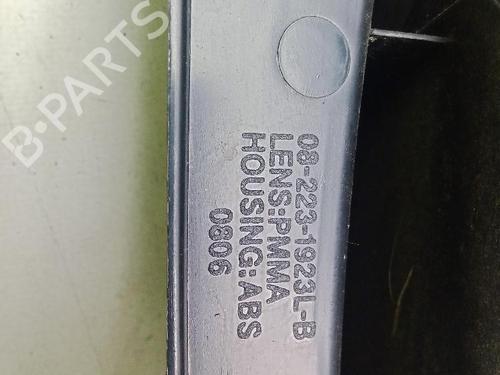 B-PARTS
08-223-1923L-B
LENS:PMMA
HOUSING:ABS
0806